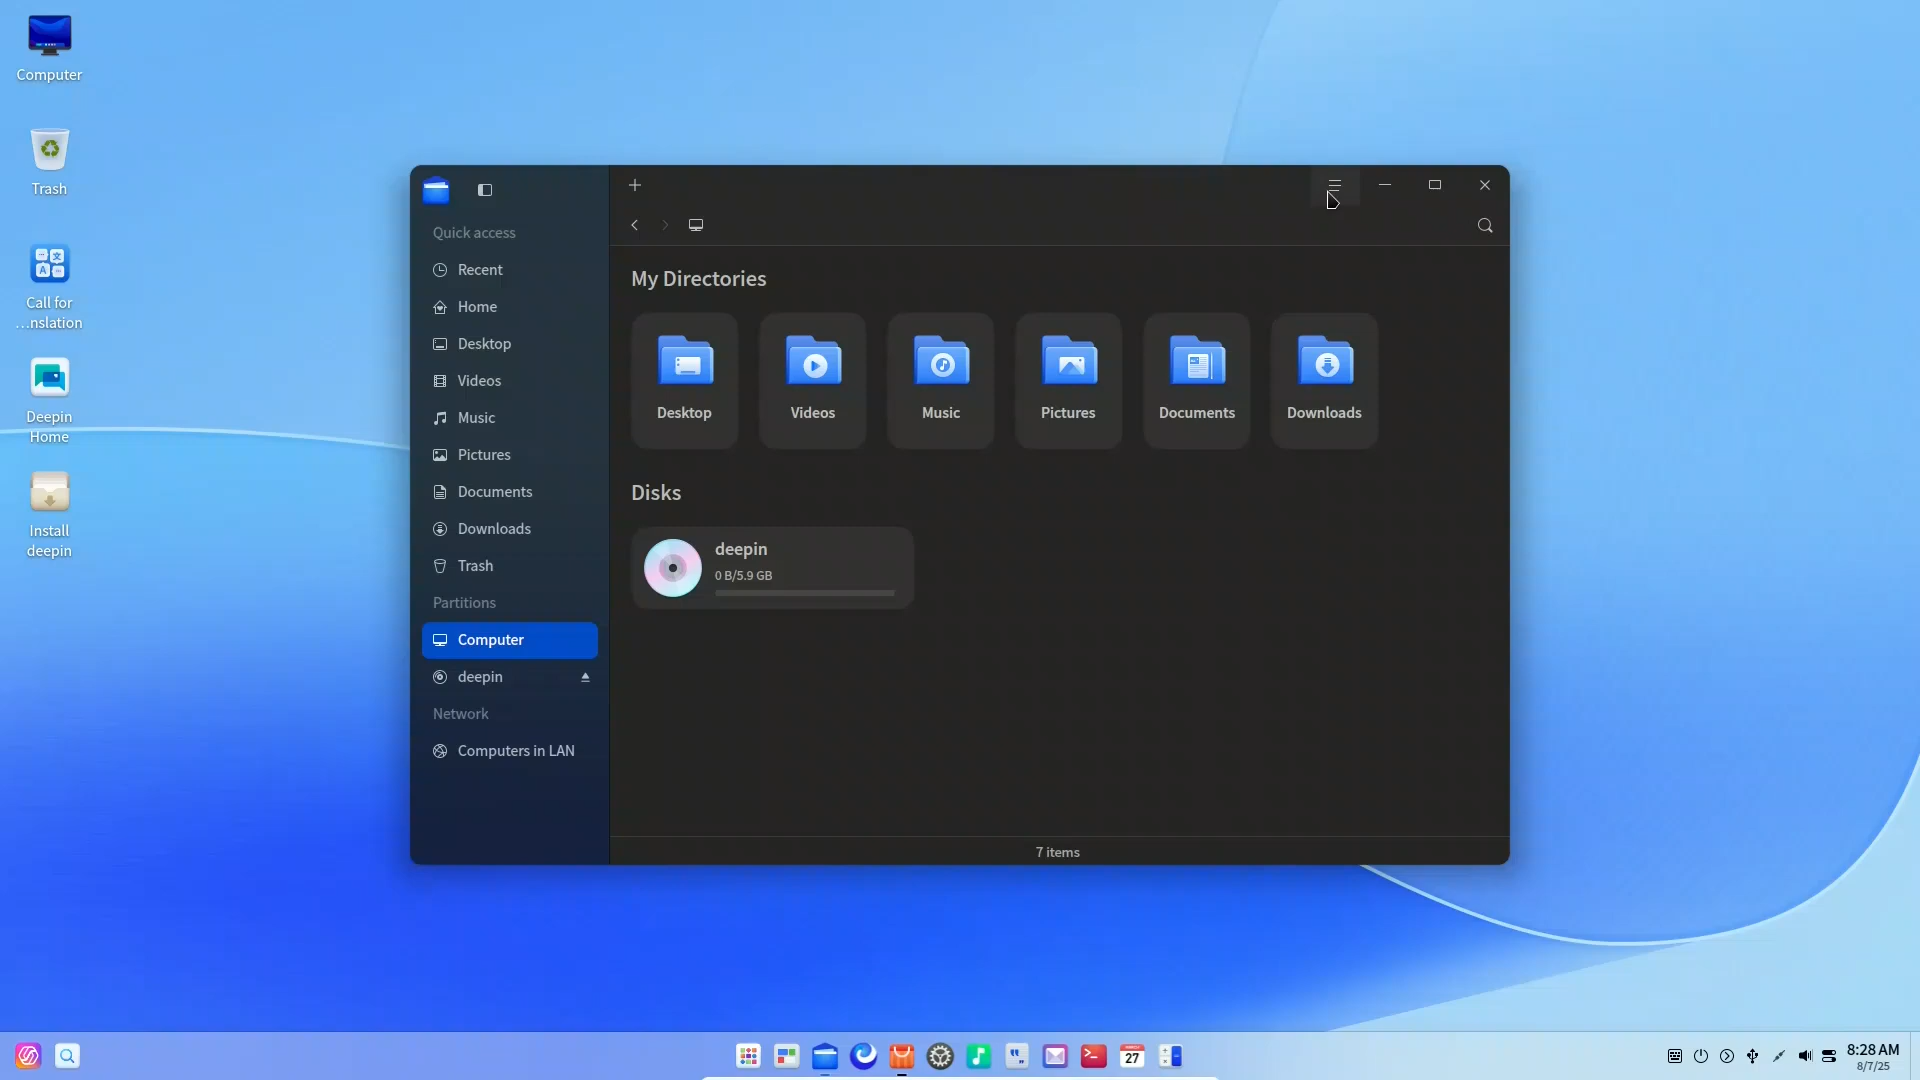 Computer
Trash
Call for
...nslation
Deepin
Home
Install
deepin
Quick access
Recent
Home
Desktop
Videos
Music
Pictures
Documents
Downloads
Trash
Partitions
Computer
deepin
Network
Computers in LAN
My Directories
Desktop
Videos
Music
Pictures
Documents
Downloads
Disks
deepin
0 B/5.9 GB
7 items
27
8:28 AM
8/7/25